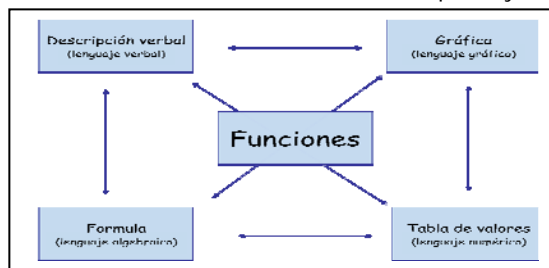 Descripción verbal
(lenguaje verbal)
Gráfica
(lenguaje gráfico)
Funciones
Formula
(lenguaje algebraico)
Tabla de valores
(lenguaje numérico)